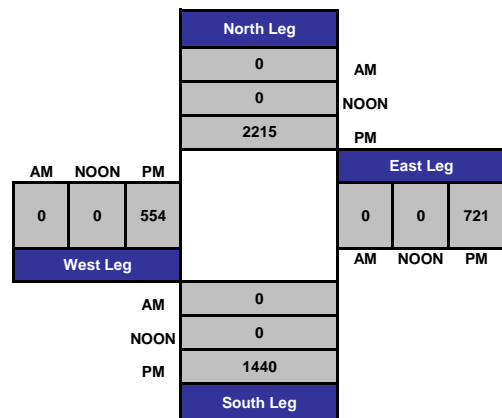 North Leg
0 AM
0 NOON
2215 PM
AM NOON PM East Leg
0 0 554 0 0 721
West Leg AM NOON PM
AM 0
NOON 0
PM 1440
South Leg